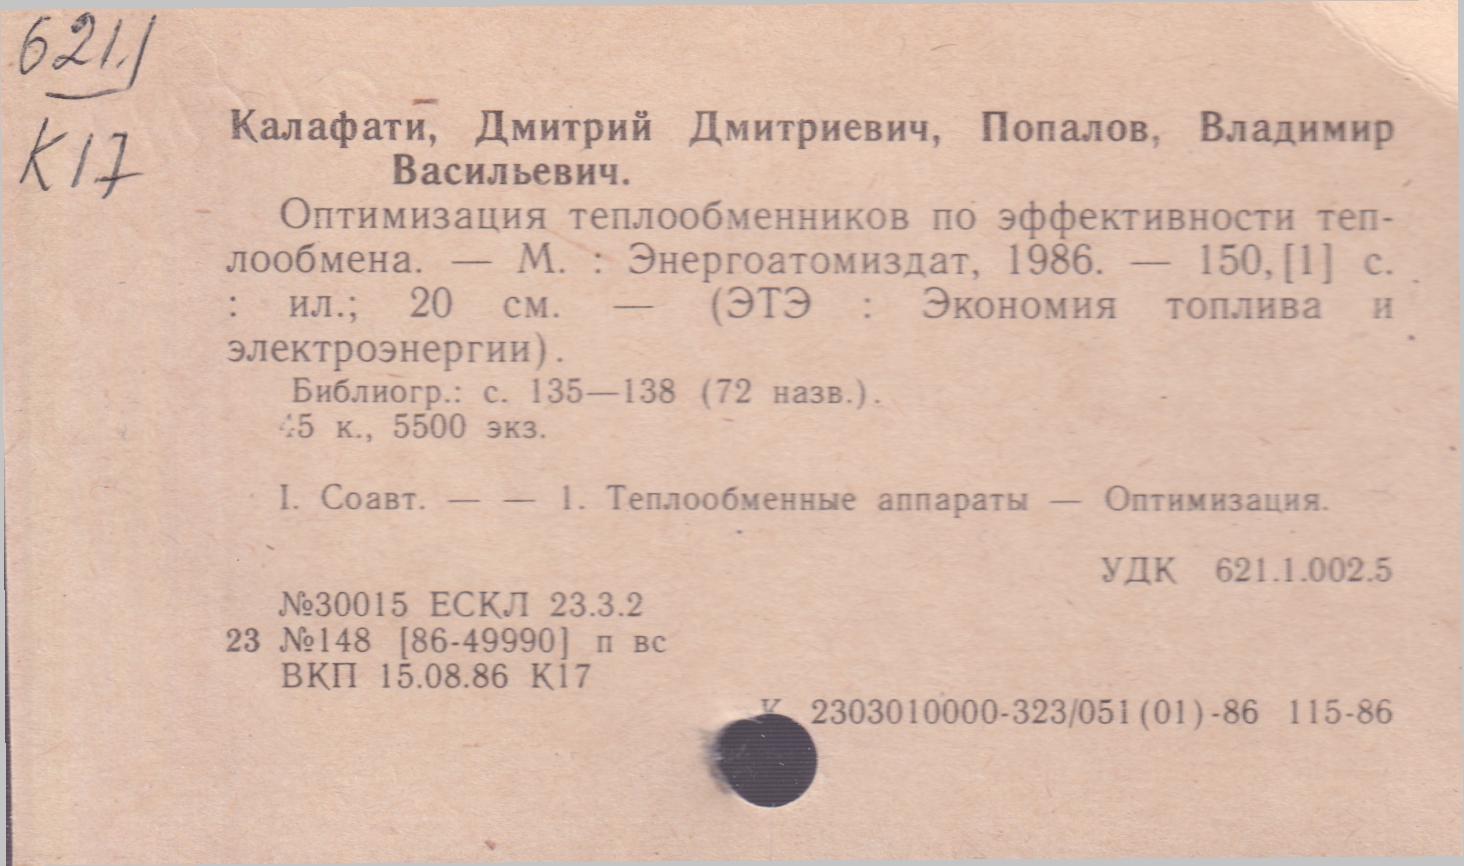 621.1
К17
Калафати, Дмитрий Дмитриевич, Попалов, Владимир
Васильевич.
Оптимизация теплообменников по эффективности теп-
лообмена. — М. : Энергоатомиздат, 1986. — 150,[1] с.
: ил.; 20 см. — (ЭТЭ : Экономия топлива и
электроэнергии).
Библиогр.: с. 135—138 (72 назв.).
45 к., 5500 экз.
I. Соавт. — — 1. Теплообменные аппараты — Оптимизация.
УДК 621.1.002.5
№30015 ЕСКЛ 23.3.2
23 №148 [86-49990] п вс
ВКП 15.08.86 К17
К 2303010000-323/051(01)-86 115-86